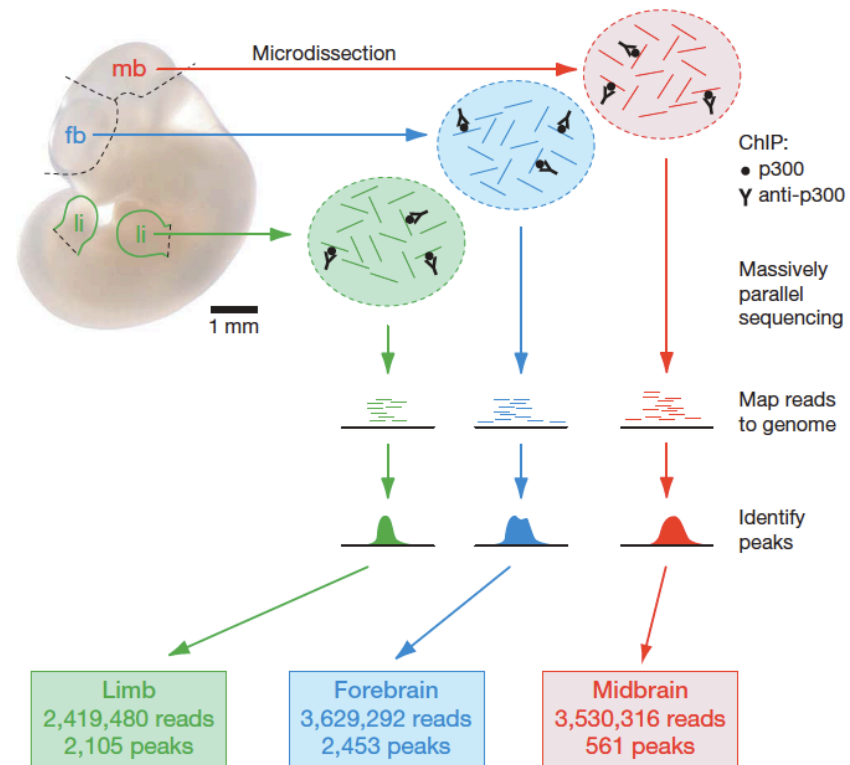 mb
Microdissection
fb
li
li
1 mm
ChIP:
p300
anti-p300
Massively
parallel
sequencing
Map reads
to genome
Identify
peaks
Limb
2,419,480 reads
2,105 peaks
Forebrain
3,629,292 reads
2,453 peaks
Midbrain
3,530,316 reads
561 peaks